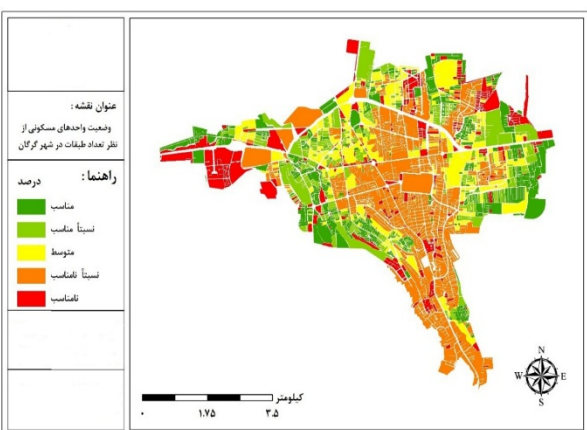 عنوان نقشه :
وضعیت واحدهای مسکونی از
نظر تعداد طبقات در شهر گرگان
راهنما :
درصد
مناسب
نسبتاً مناسب
متوسط
نسبتاً نامناسب
نامناسب
N
W
E
S
کیلومتر
۰
۱.۷۵
۳.۵